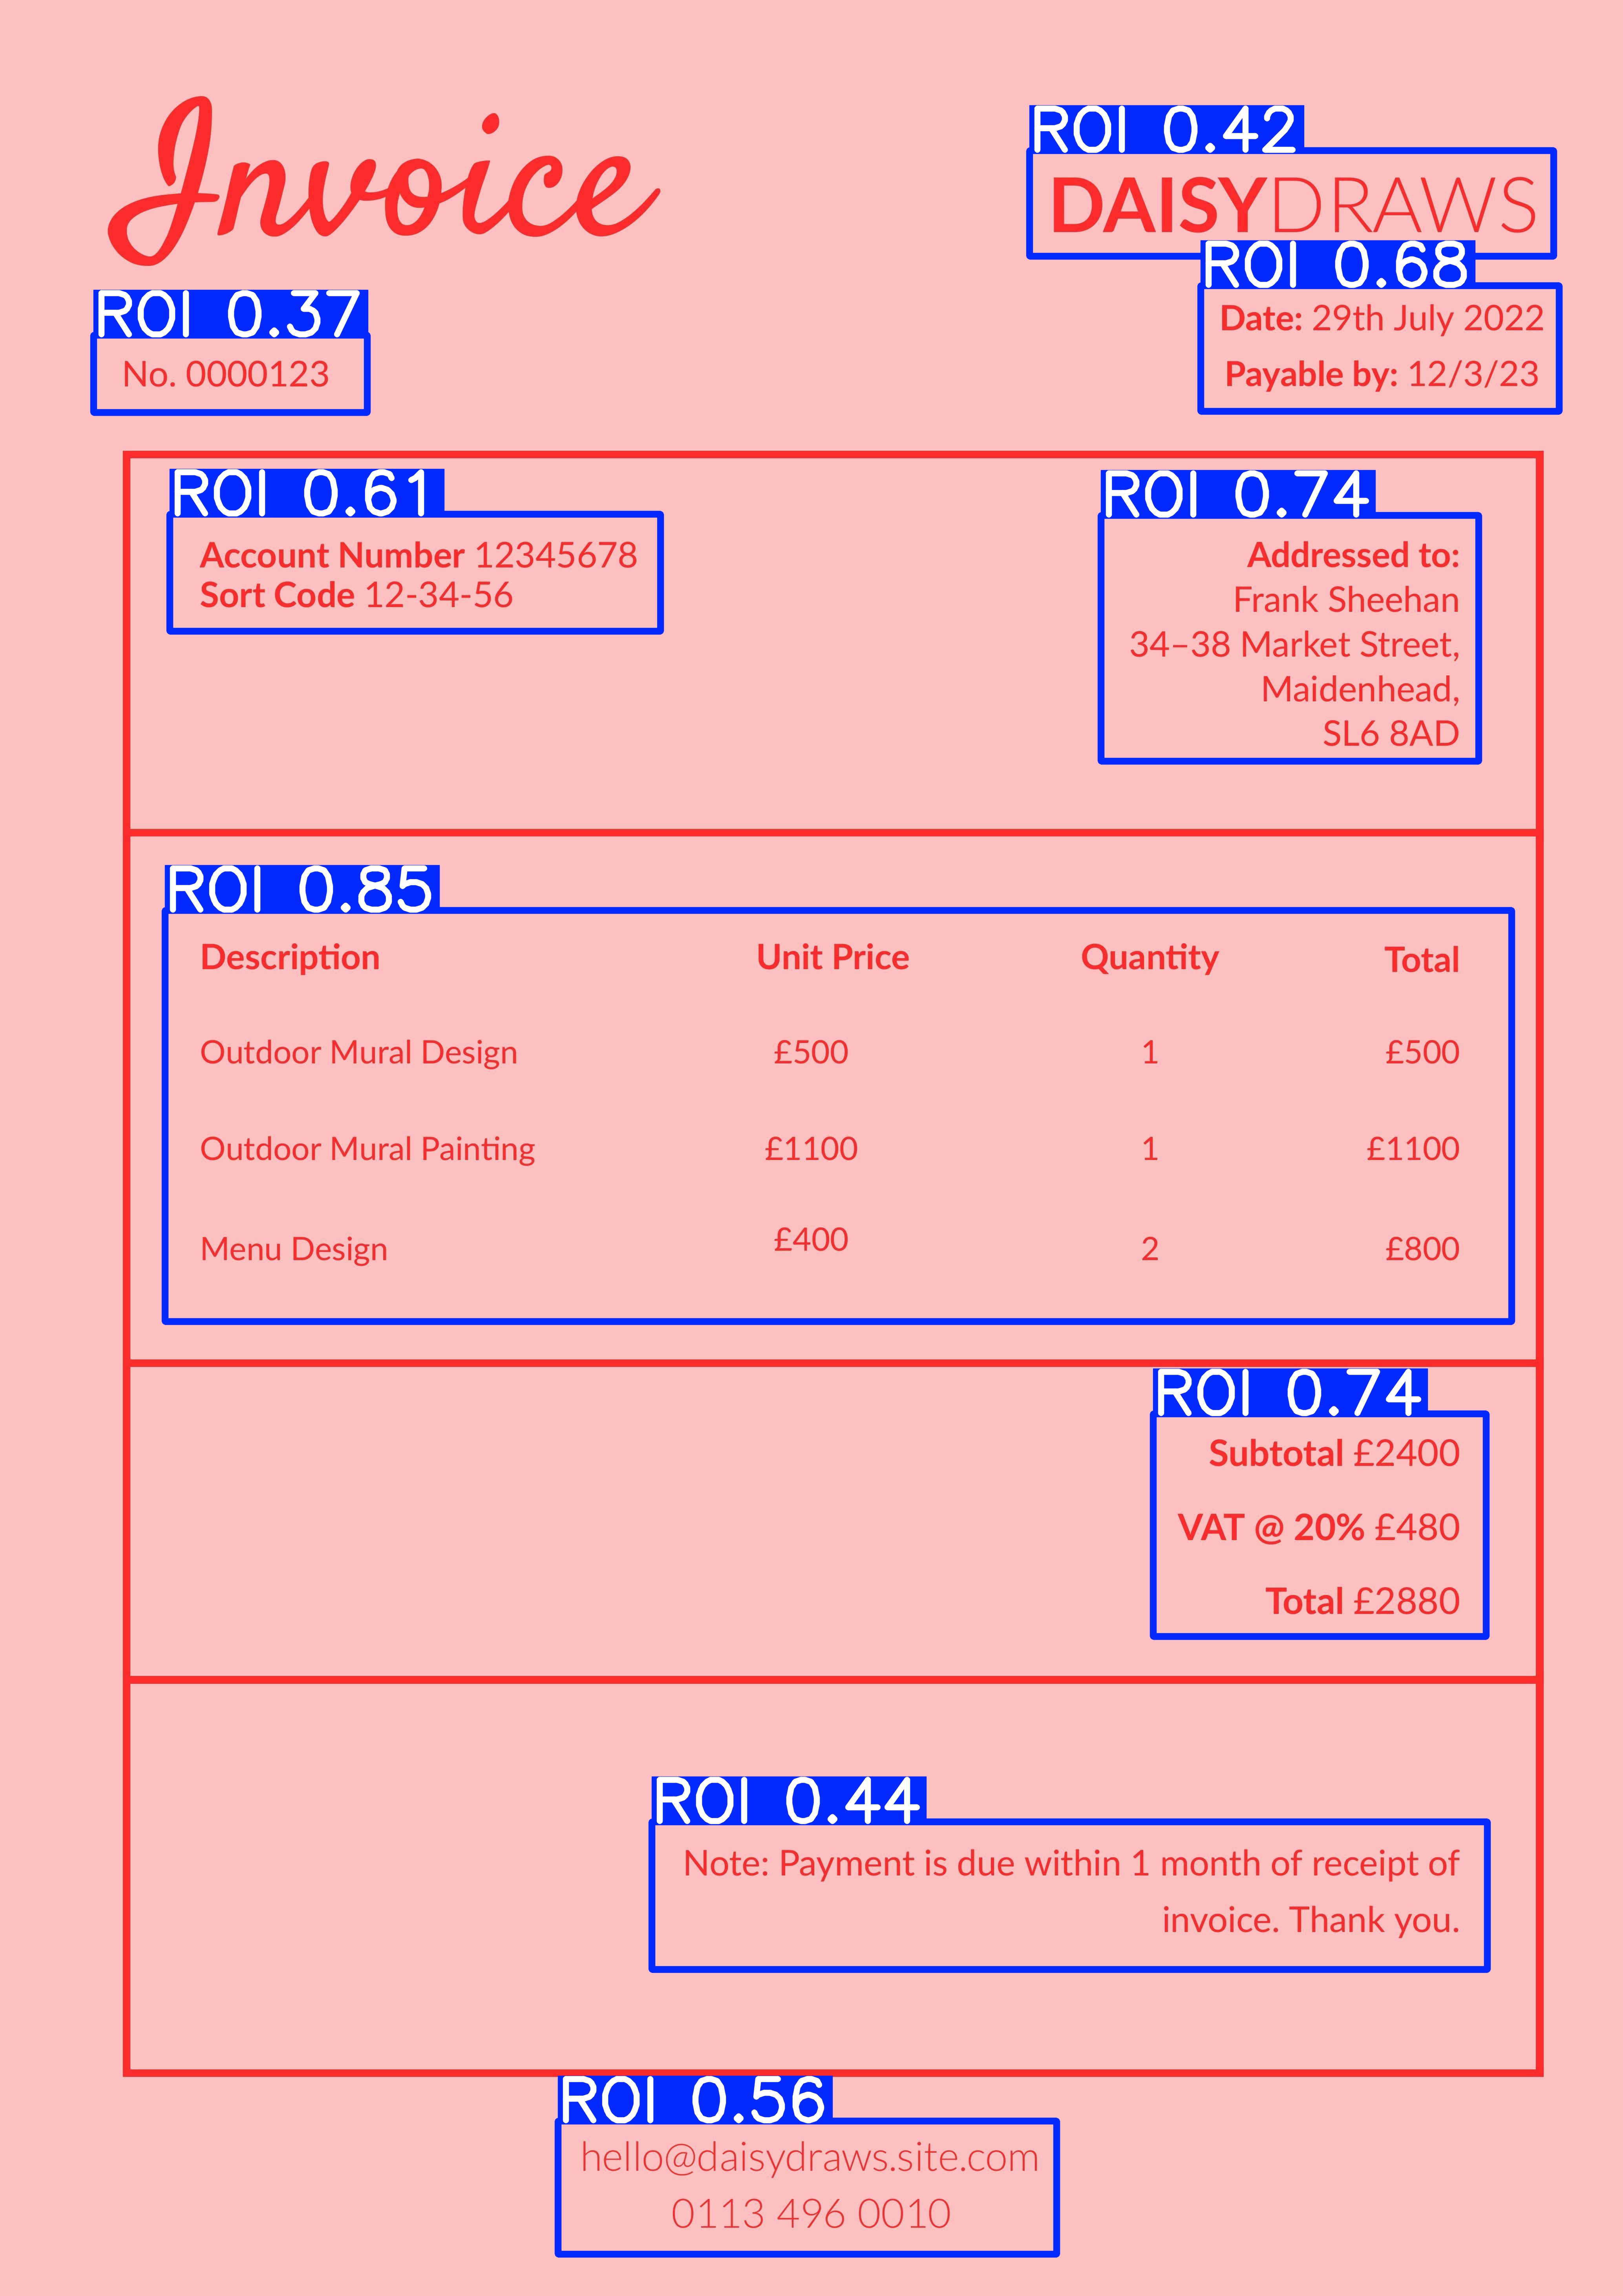 Invoice
ROI 0.42
DAISYDRAWS
ROI 0.37
No. 0000123
ROI 0.68
Date: 29th July 2022
Payable by: 12/3/23
ROI 0.61
Account Number 12345678
Sort Code 12-34-56
ROI 0.74
Addressed to:
Frank Sheehan
34–38 Market Street,
Maidenhead,
SL6 8AD
ROI 0.85
Description Unit Price Quantity Total
Outdoor Mural Design £500 1 £500
Outdoor Mural Painting £1100 1 £1100
Menu Design £400 2 £800
ROI 0.74
Subtotal £2400
VAT @ 20% £480
Total £2880
ROI 0.44
Note: Payment is due within 1 month of receipt of
invoice. Thank you.
ROI 0.56
hello@daisydraws.site.com
0113 496 0010